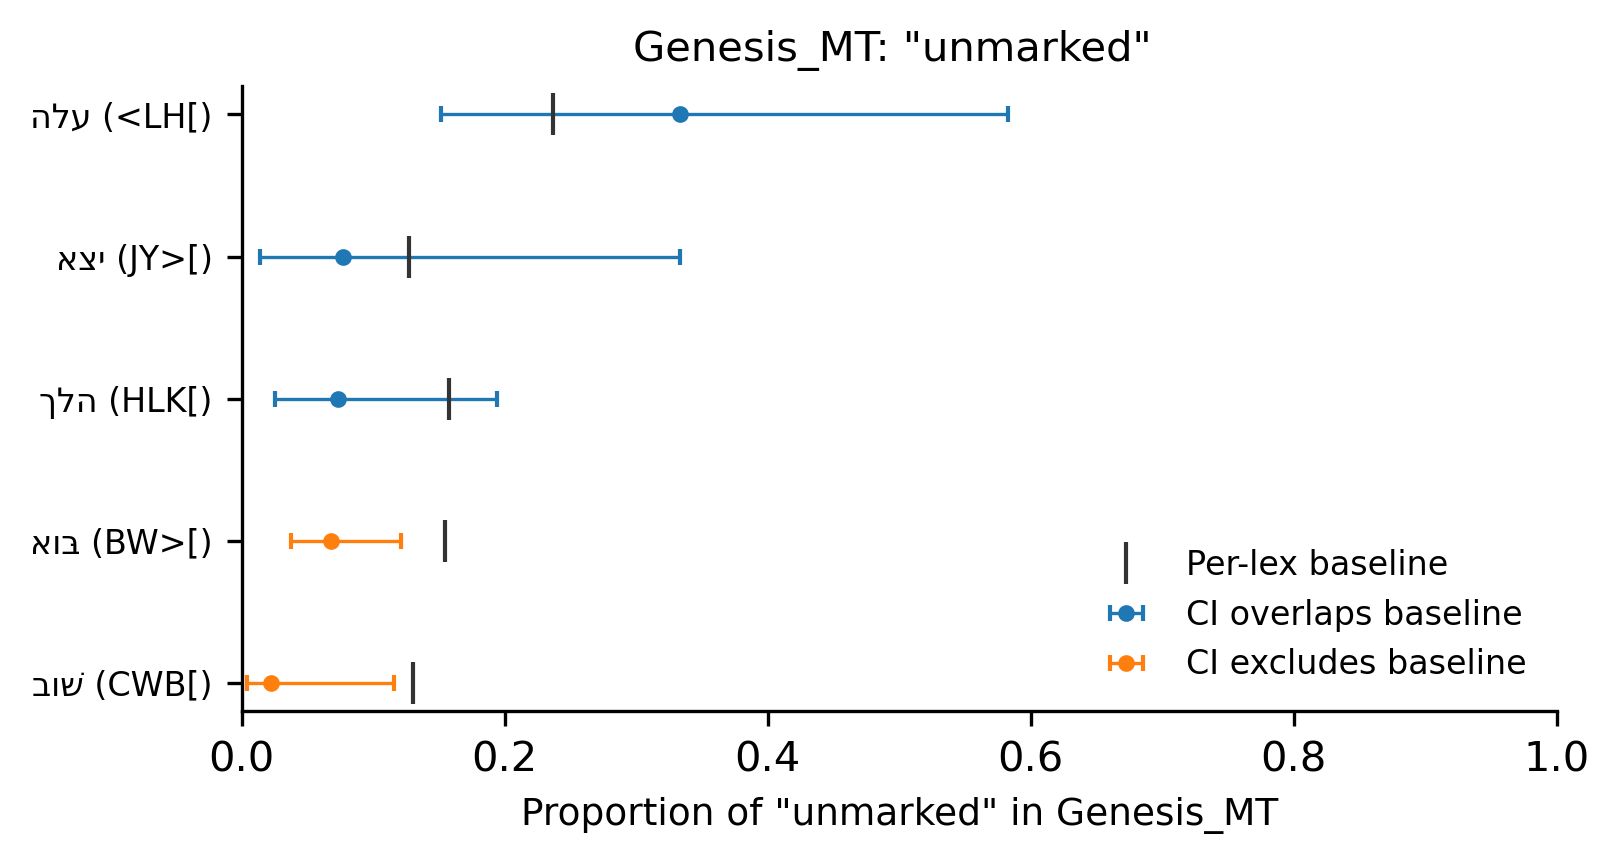 Genesis_MT: "unmarked"
עלה (<LH[)
יצא (JY>[)
הלך (HLK[)
בּוא (BW>[)
שׁוב (CWB[)
Per-lex baseline
CI overlaps baseline
CI excludes baseline
0.0 0.2 0.4 0.6 0.8 1.0
Proportion of "unmarked" in Genesis_MT